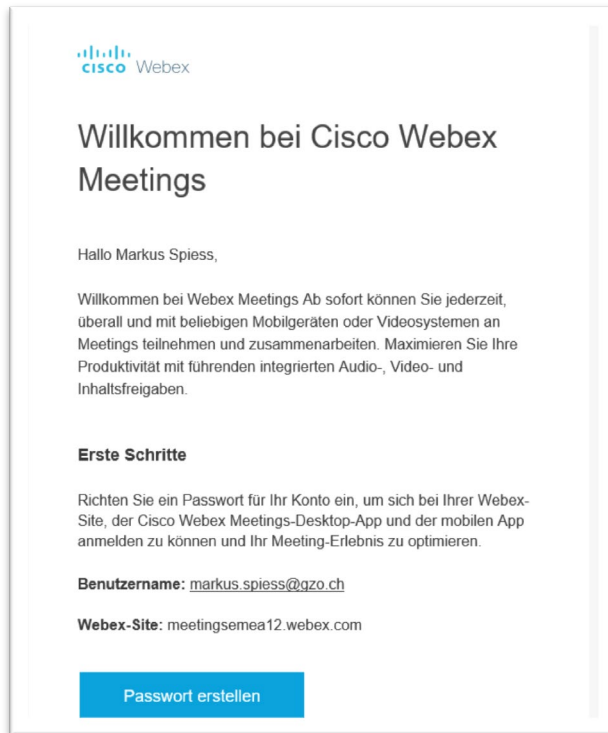 CISCO Webex
Willkommen bei Cisco Webex
Meetings
Hallo Markus Spiess,
Willkommen bei Webex Meetings Ab sofort können Sie jederzeit,
überall und mit beliebigen Mobilgeräten oder Videosystemen an
Meetings teilnehmen und zusammenarbeiten. Maximieren Sie Ihre
Produktivität mit führenden integrierten Audio-, Video- und
Inhaltsfreigaben.
Erste Schritte
Richten Sie ein Passwort für Ihr Konto ein, um sich bei Ihrer Webex-
Site, der Cisco Webex Meetings-Desktop-App und der mobilen App
anmelden zu können und Ihr Meeting-Erlebnis zu optimieren.
Benutzername: markus.spiess@gzo.ch
Webex-Site: meetingsemea12.webex.com
Passwort erstellen